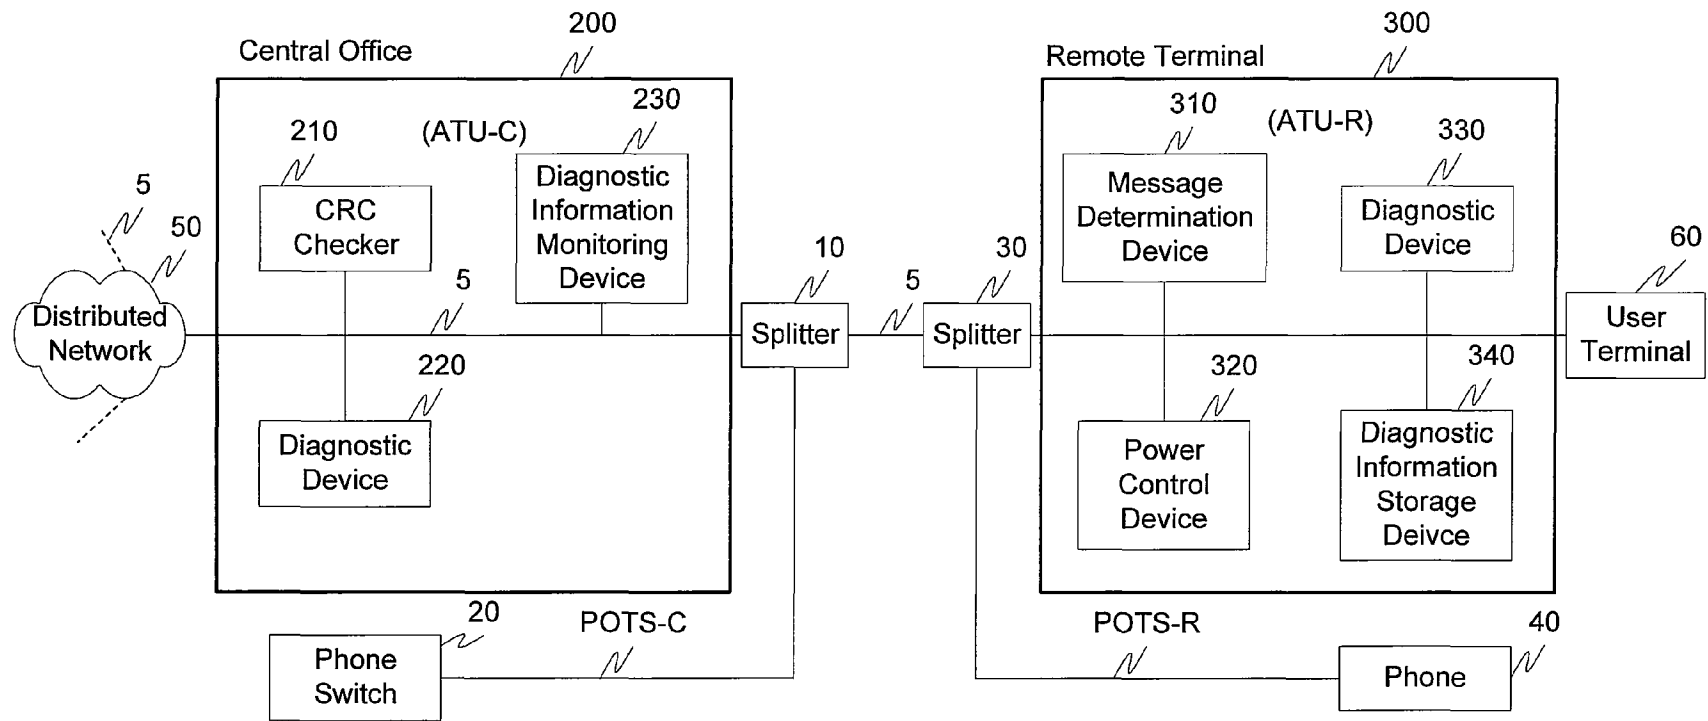 200
Central Office
300
Remote Terminal
(ATU-C)
230
210
310
(ATU-R)
330
Diagnostic
Information
Monitoring
Device
CRC
Checker
Message
Determination
Device
Diagnostic
Device
5
50
10
30
60
5
5
Distributed
Network
Splitter
Splitter
User
Terminal
220
320
340
Diagnostic
Device
Power
Control
Device
Diagnostic
Information
Storage
Deivce
20
POTS-C
POTS-R
40
Phone
Switch
Phone